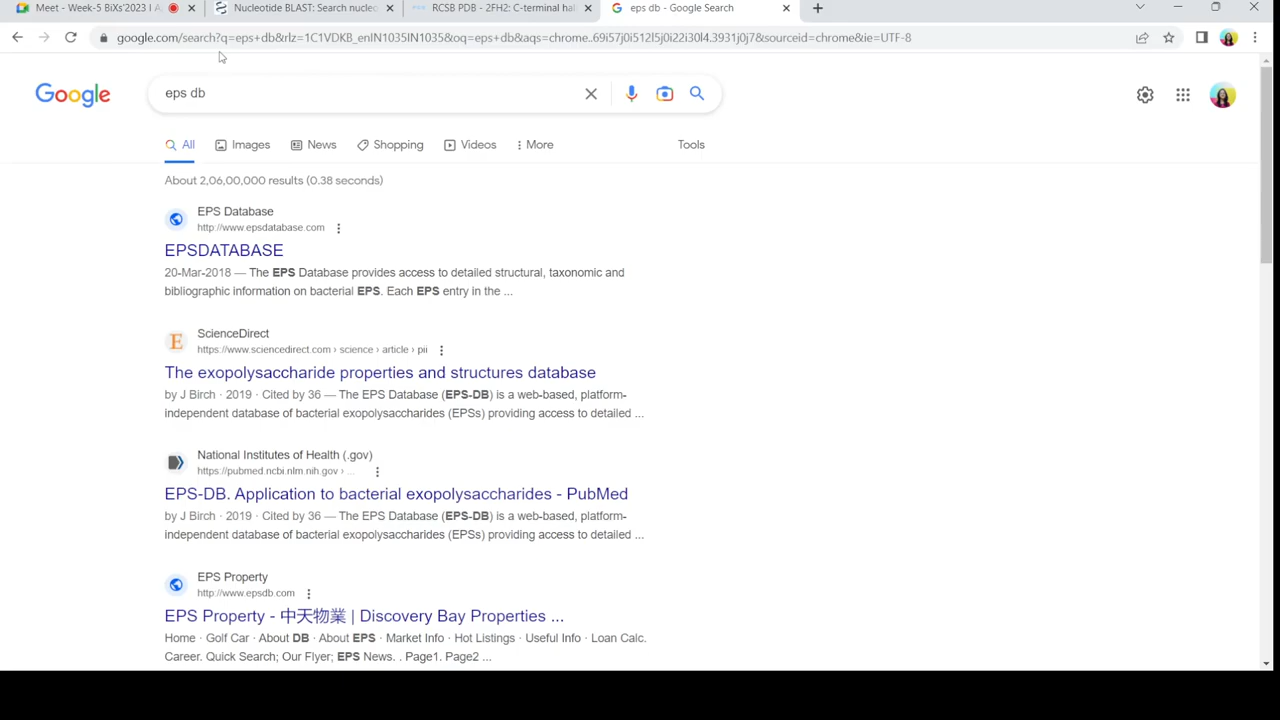 Meet - Week-5 BiXs'2023 I A
Nucleotide BLAST: Search nucleo
RCSB PDB - 2FH2: C-terminal hal
eps db - Google Search
google.com/search?q=eps+db&rlz=1C1VDKB_enIN1035IN1035&oq=eps+db&aqs=chrome..69i57j0i512l5j0i22i30l4.3931j0j7&sourceid=chrome&ie=UTF-8
Google
eps db
All
Images
News
Shopping
Videos
More
Tools
About 2,06,00,000 results (0.38 seconds)
EPS Database
http://www.epsdatabase.com
EPSDATABASE
20-Mar-2018 — The EPS Database provides access to detailed structural, taxonomic and
bibliographic information on bacterial EPS. Each EPS entry in the ...
E
ScienceDirect
https://www.sciencedirect.com › science › article › pii
The exopolysaccharide properties and structures database
by J Birch · 2019 · Cited by 36 — The EPS Database (EPS-DB) is a web-based, platform-
independent database of bacterial exopolysaccharides (EPSs) providing access to detailed ...
National Institutes of Health (.gov)
https://pubmed.ncbi.nlm.nih.gov › ...
EPS-DB. Application to bacterial exopolysaccharides - PubMed
by J Birch · 2019 · Cited by 36 — The EPS Database (EPS-DB) is a web-based, platform-
independent database of bacterial exopolysaccharides (EPSs) providing access to detailed ...
EPS Property
http://www.epsdb.com
EPS Property - 中天物業 | Discovery Bay Properties ...
Home · Golf Car · About DB · About EPS · Market Info · Hot Listings · Useful Info · Loan Calc.
Career. Quick Search; Our Flyer; EPS News. . Page1. Page2 ...